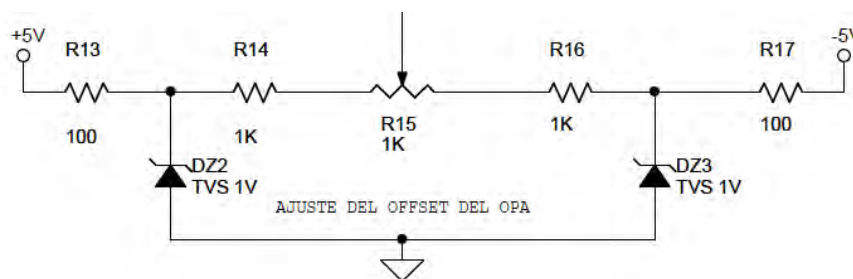 +5V
-5V
R13
R14
R16
R17
R15
100
1K
1K
1K
100
DZ2
TVS 1V
DZ3
TVS 1V
AJUSTE DEL OFFSET DEL OPA